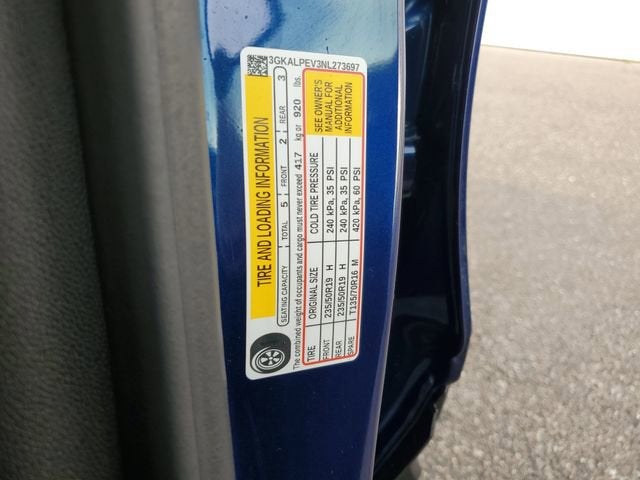 3GKALPEV3NL273697
TIRE AND LOADING INFORMATION
SEATING CAPACITY TOTAL 5 FRONT 2 REAR 3
The combined weight of occupants and cargo must never exceed 417 kg or 920 lbs.
TIRE ORIGINAL SIZE COLD TIRE PRESSURE SEE OWNER'S MANUAL FOR ADDITIONAL INFORMATION
FRONT 235/50R19 H 240 kPa, 35 PSI
REAR 235/50R19 H 240 kPa, 35 PSI
SPARE T135/70R16 M 420 kPa, 60 PSI